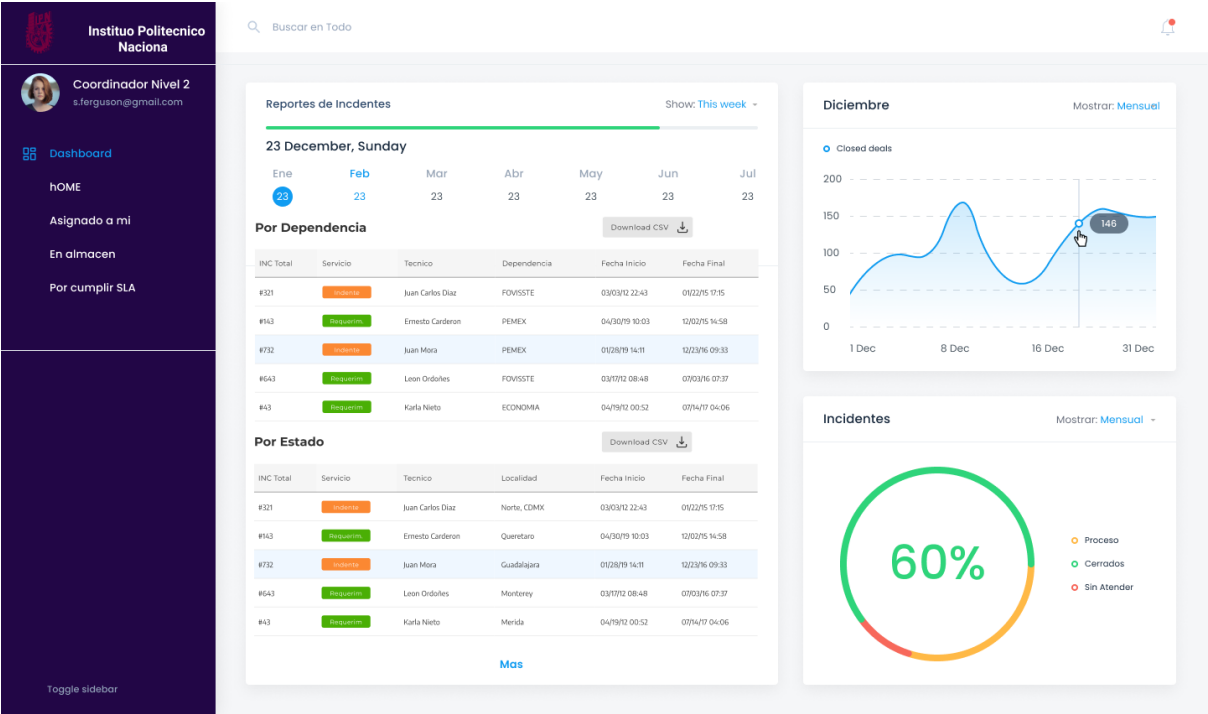 Instituo Politecnico
Naciona
Coordinador Nivel 2
s.ferguson@gmail.com
Dashboard
hOME
Asignado a mi
En almacen
Por cumplir SLA
Toggle sidebar
Buscar en Todo
Reportes de Incdentes
Show: This week
23 December, Sunday
Ene Feb Mar Abr May Jun Jul
23 23 23 23 23 23 23
Por Dependencia
Download CSV
INC Total Servicio Tecnico Dependencia Fecha Inicio Fecha Final
#321 Indente Juan Carlos Diaz FOVISSTE 03/03/12 22:43 01/22/15 17:15
#143 Requerim. Ernesto Carderon PEMEX 04/30/19 10:03 12/02/15 14:58
#732 Indente Juan Mora PEMEX 01/28/19 14:11 12/23/16 09:33
#643 Requerim Leon Ordoñes FOVISSTE 03/17/12 08:48 07/03/16 07:37
#43 Requerim Karla Nieto ECONOMIA 04/19/12 00:52 07/14/17 04:06
Por Estado
Download CSV
INC Total Servicio Tecnico Localidad Fecha Inicio Fecha Final
#321 Indente Juan Carlos Diaz Norte, CDMX 03/03/12 22:43 01/22/15 17:15
#143 Requerim. Ernesto Carderon Queretaro 04/30/19 10:03 12/02/15 14:58
#732 Indente Juan Mora Guadalajara 01/28/19 14:11 12/23/16 09:33
#643 Requerim Leon Ordoñes Monterey 03/17/12 08:48 07/03/16 07:37
#43 Requerim Karla Nieto Merida 04/19/12 00:52 07/14/17 04:06
Mas
Diciembre
Mostrar: Mensual
Closed deals
200
150
146
100
50
0
1 Dec 8 Dec 16 Dec 31 Dec
Incidentes
Mostrar: Mensual
60%
Proceso
Cerrados
Sin Atender